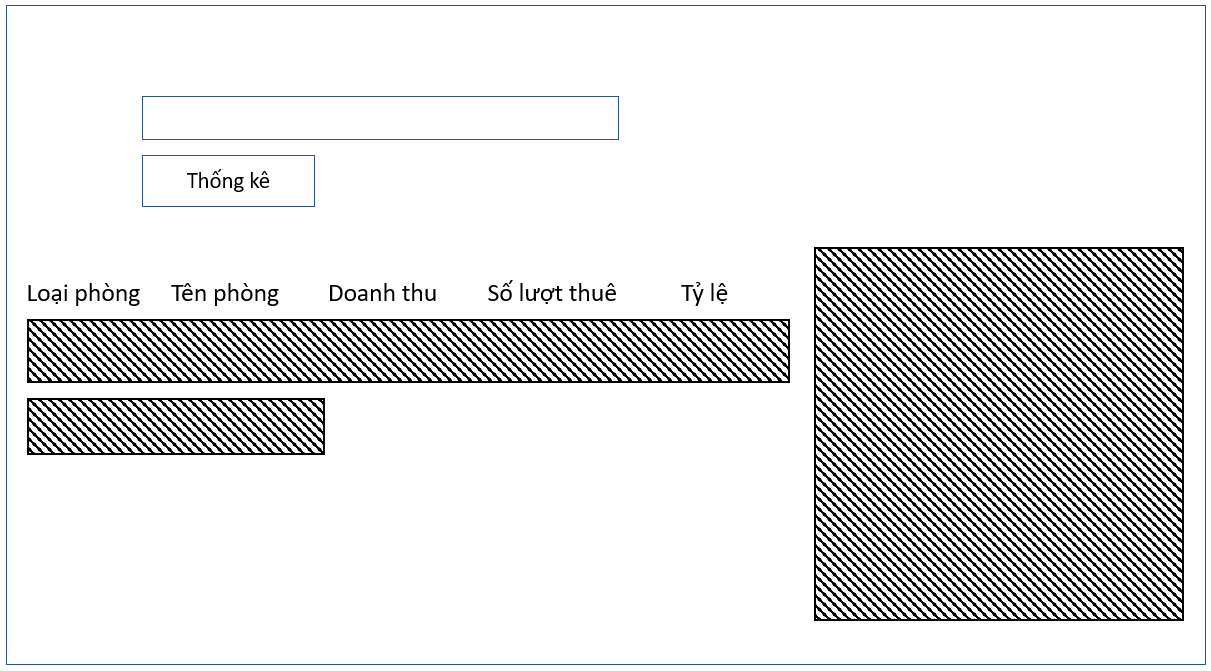 Thống kê
Loại phòng Tên phòng Doanh thu Số lượt thuê Tỷ lệ